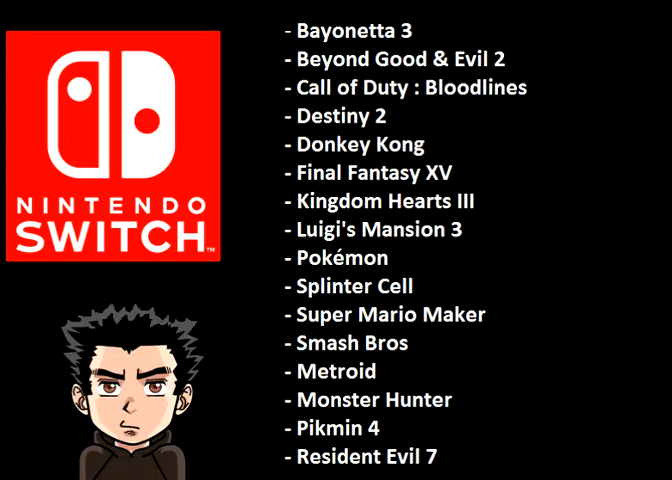 NINTENDO
SWITCH™
- Bayonetta 3
- Beyond Good & Evil 2
- Call of Duty : Bloodlines
- Destiny 2
- Donkey Kong
- Final Fantasy XV
- Kingdom Hearts III
- Luigi's Mansion 3
- Pokémon
- Splinter Cell
- Super Mario Maker
- Smash Bros
- Metroid
- Monster Hunter
- Pikmin 4
- Resident Evil 7